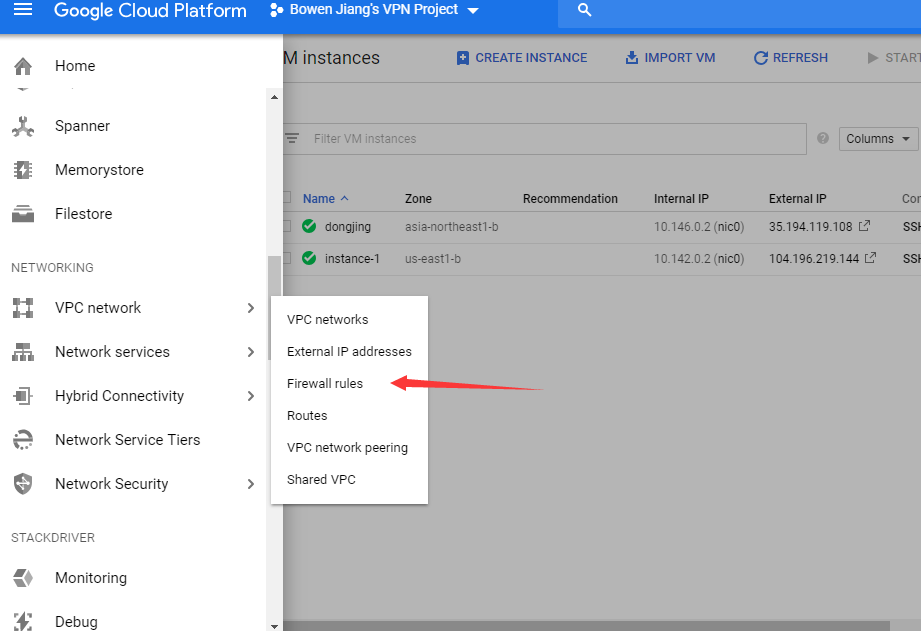 Google Cloud Platform
Bowen Jiang's VPN Project
Home
Spanner
Memorystore
Filestore
NETWORKING
VPC network
Network services
Hybrid Connectivity
Network Service Tiers
Network Security
STACKDRIVER
Monitoring
Debug
VPC networks
External IP addresses
Firewall rules
Routes
VPC network peering
Shared VPC
M instances
CREATE INSTANCE
IMPORT VM
REFRESH
START
Filter VM instances
Columns
Name Zone Recommendation Internal IP External IP
dongjing asia-northeast1-b 10.146.0.2 (nic0) 35.194.119.108 SSH
instance-1 us-east1-b 10.142.0.2 (nic0) 104.196.219.144 SSH